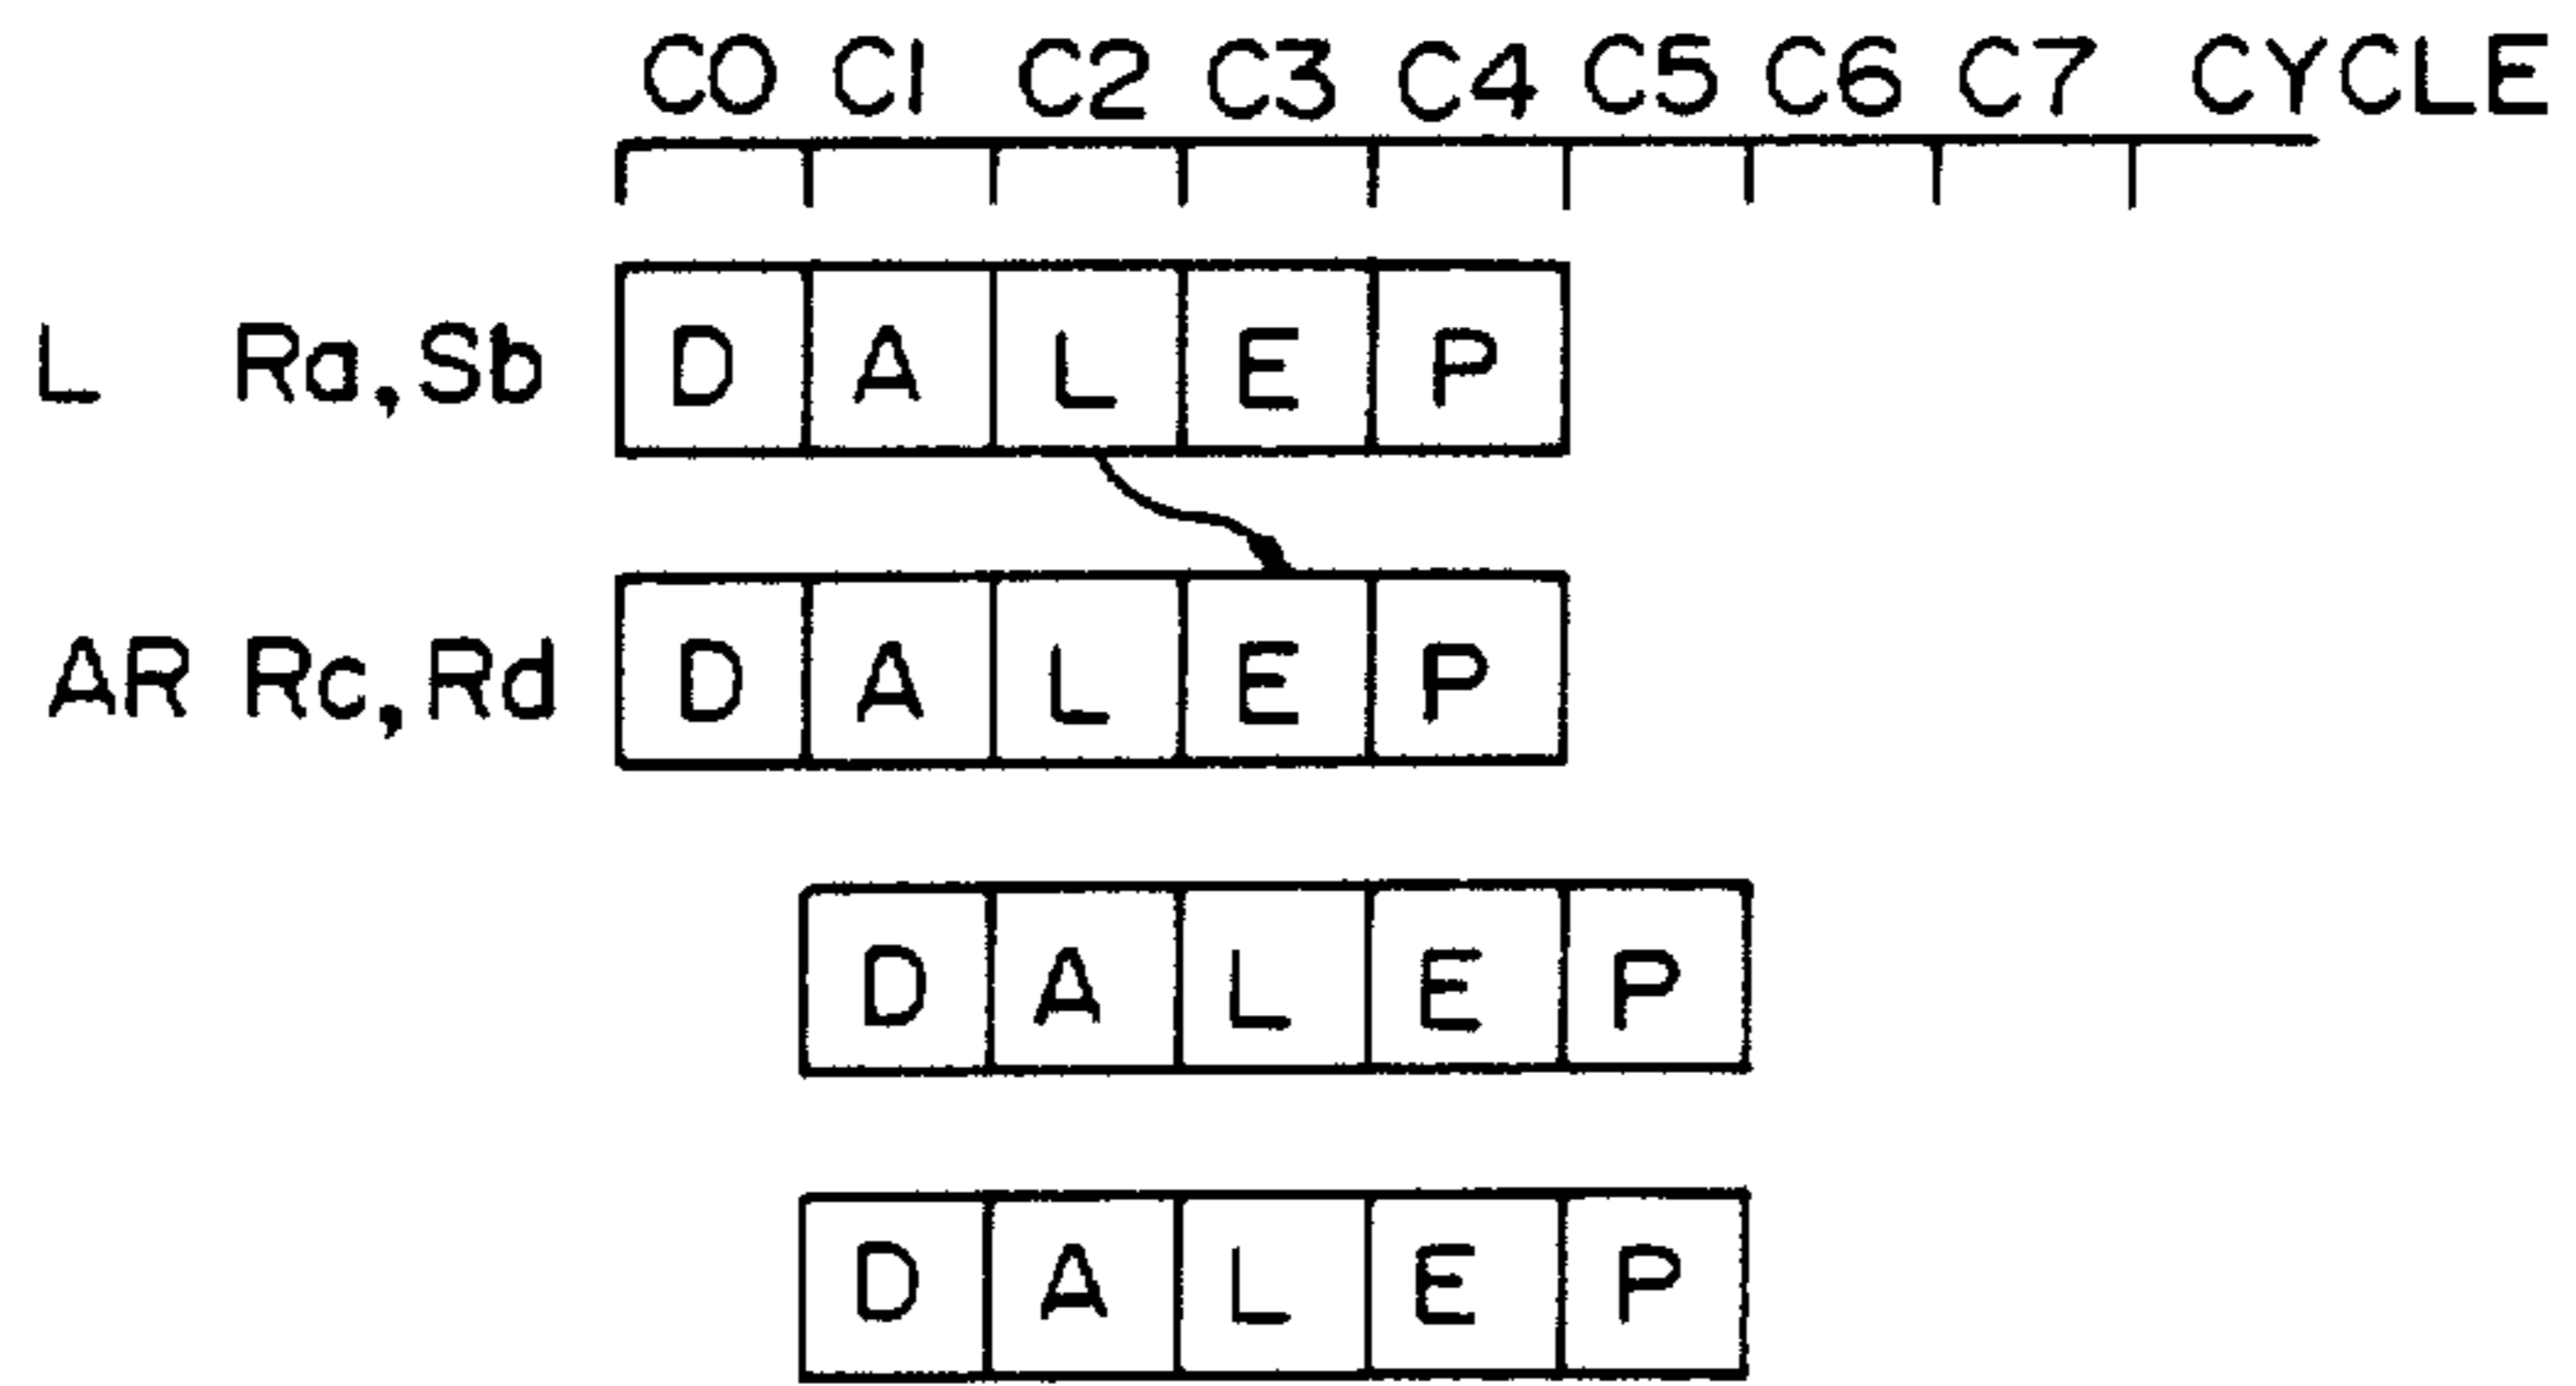 C0 C1 C2 C3 C4 C5 C6 C7 CYCLE
L Ra,Sb D A L E P
AR Rc,Rd D A L E P
D A L E P
D A L E P